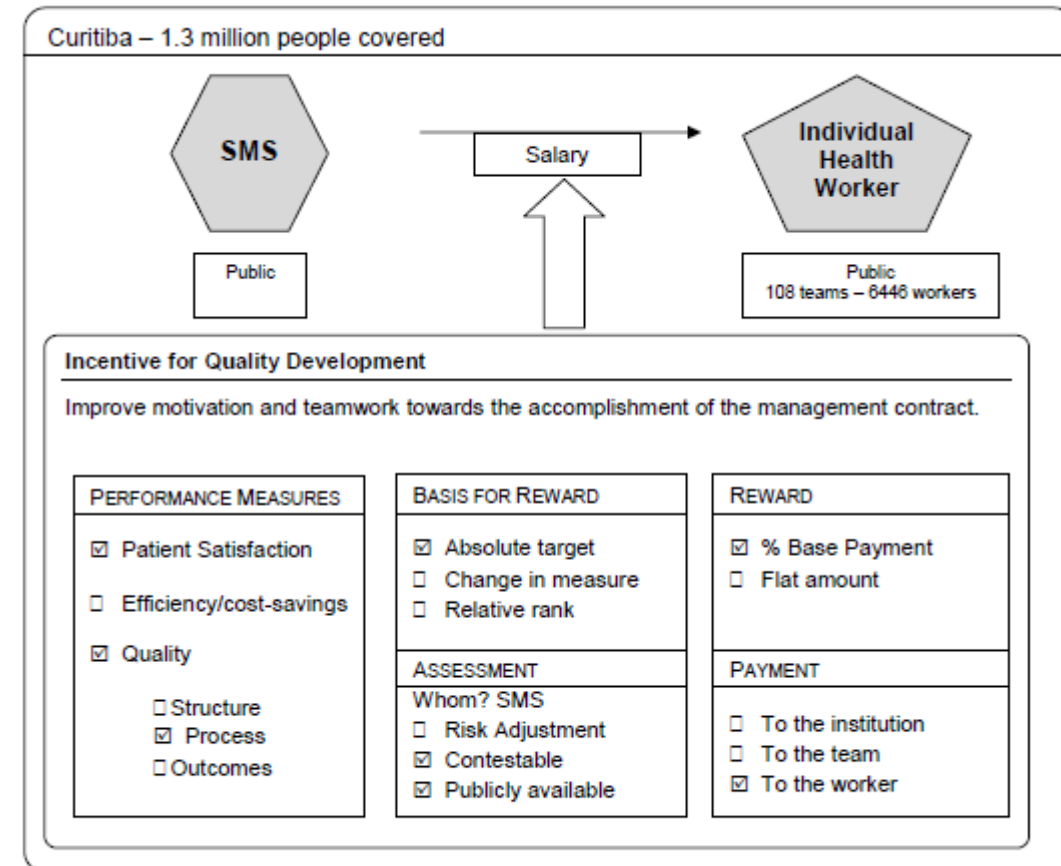 Curitiba – 1.3 million people covered
SMS
Salary
Individual
Health
Worker
Public
Public
108 teams – 6446 workers
Incentive for Quality Development
Improve motivation and teamwork towards the accomplishment of the management contract.
PERFORMANCE MEASURES
☑ Patient Satisfaction
☐ Efficiency/cost-savings
☑ Quality
☐ Structure
☑ Process
☐ Outcomes
BASIS FOR REWARD
☑ Absolute target
☐ Change in measure
☐ Relative rank
ASSESSMENT
Whom? SMS
☐ Risk Adjustment
☑ Contestable
☑ Publicly available
REWARD
☑ % Base Payment
☐ Flat amount
PAYMENT
☐ To the institution
☐ To the team
☑ To the worker